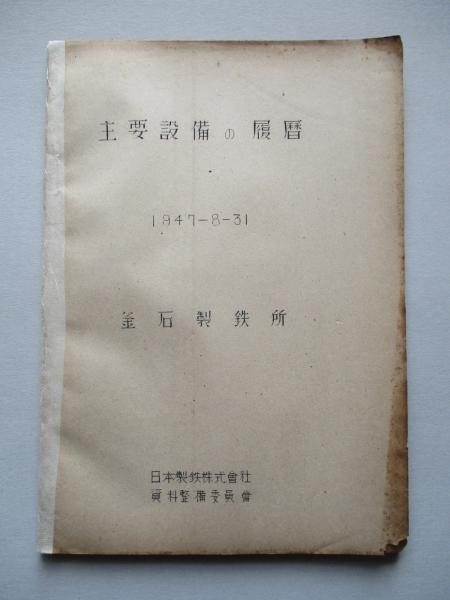 主要設備の履暦
1947-8-31
釜石製鉄所
日本製鉄株式會社
資料整備委員會